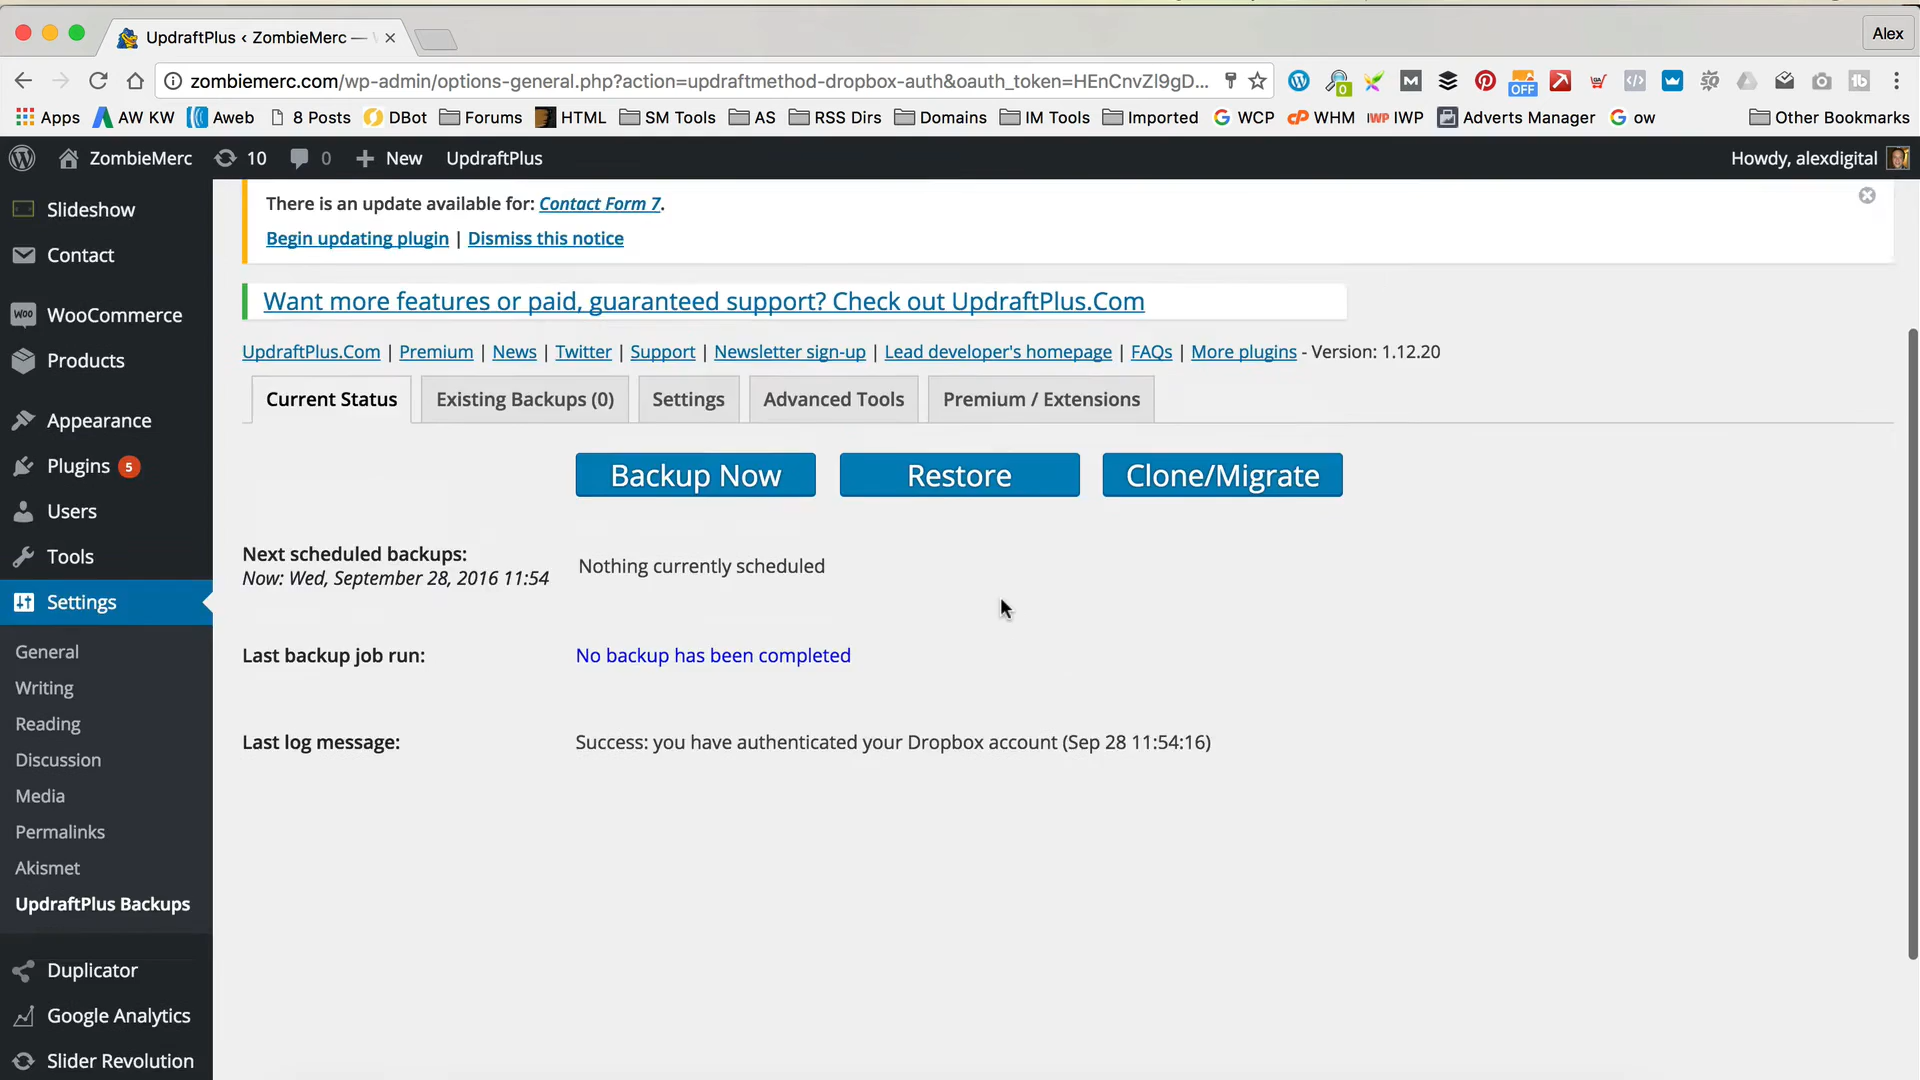 UpdraftPlus ‹ ZombieMerc —
Alex
zombiemerc.com/wp-admin/options-general.php?action=updraftmethod-dropbox-auth&oauth_token=HEnCnvZI9gD...
0
OFF
Apps AW KW Aweb 8 Posts DBot Forums HTML SM Tools AS RSS Dirs Domains IM Tools Imported WCP WHM IWP IWP Adverts Manager ow Other Bookmarks
ZombieMerc 10 0 New UpdraftPlus Howdy, alexdigital
Slideshow
Contact
WooCommerce
Products
Appearance
Plugins 5
Users
Tools
Settings
General
Writing
Reading
Discussion
Media
Permalinks
Akismet
UpdraftPlus Backups
Duplicator
Google Analytics
Slider Revolution
There is an update available for: Contact Form 7.
Begin updating plugin | Dismiss this notice
Want more features or paid, guaranteed support? Check out UpdraftPlus.Com
UpdraftPlus.Com | Premium | News | Twitter | Support | Newsletter sign-up | Lead developer's homepage | FAQs | More plugins - Version: 1.12.20
Current Status Existing Backups (0) Settings Advanced Tools Premium / Extensions
Backup Now Restore Clone/Migrate
Next scheduled backups:
Now: Wed, September 28, 2016 11:54
Nothing currently scheduled
Last backup job run: No backup has been completed
Last log message: Success: you have authenticated your Dropbox account (Sep 28 11:54:16)